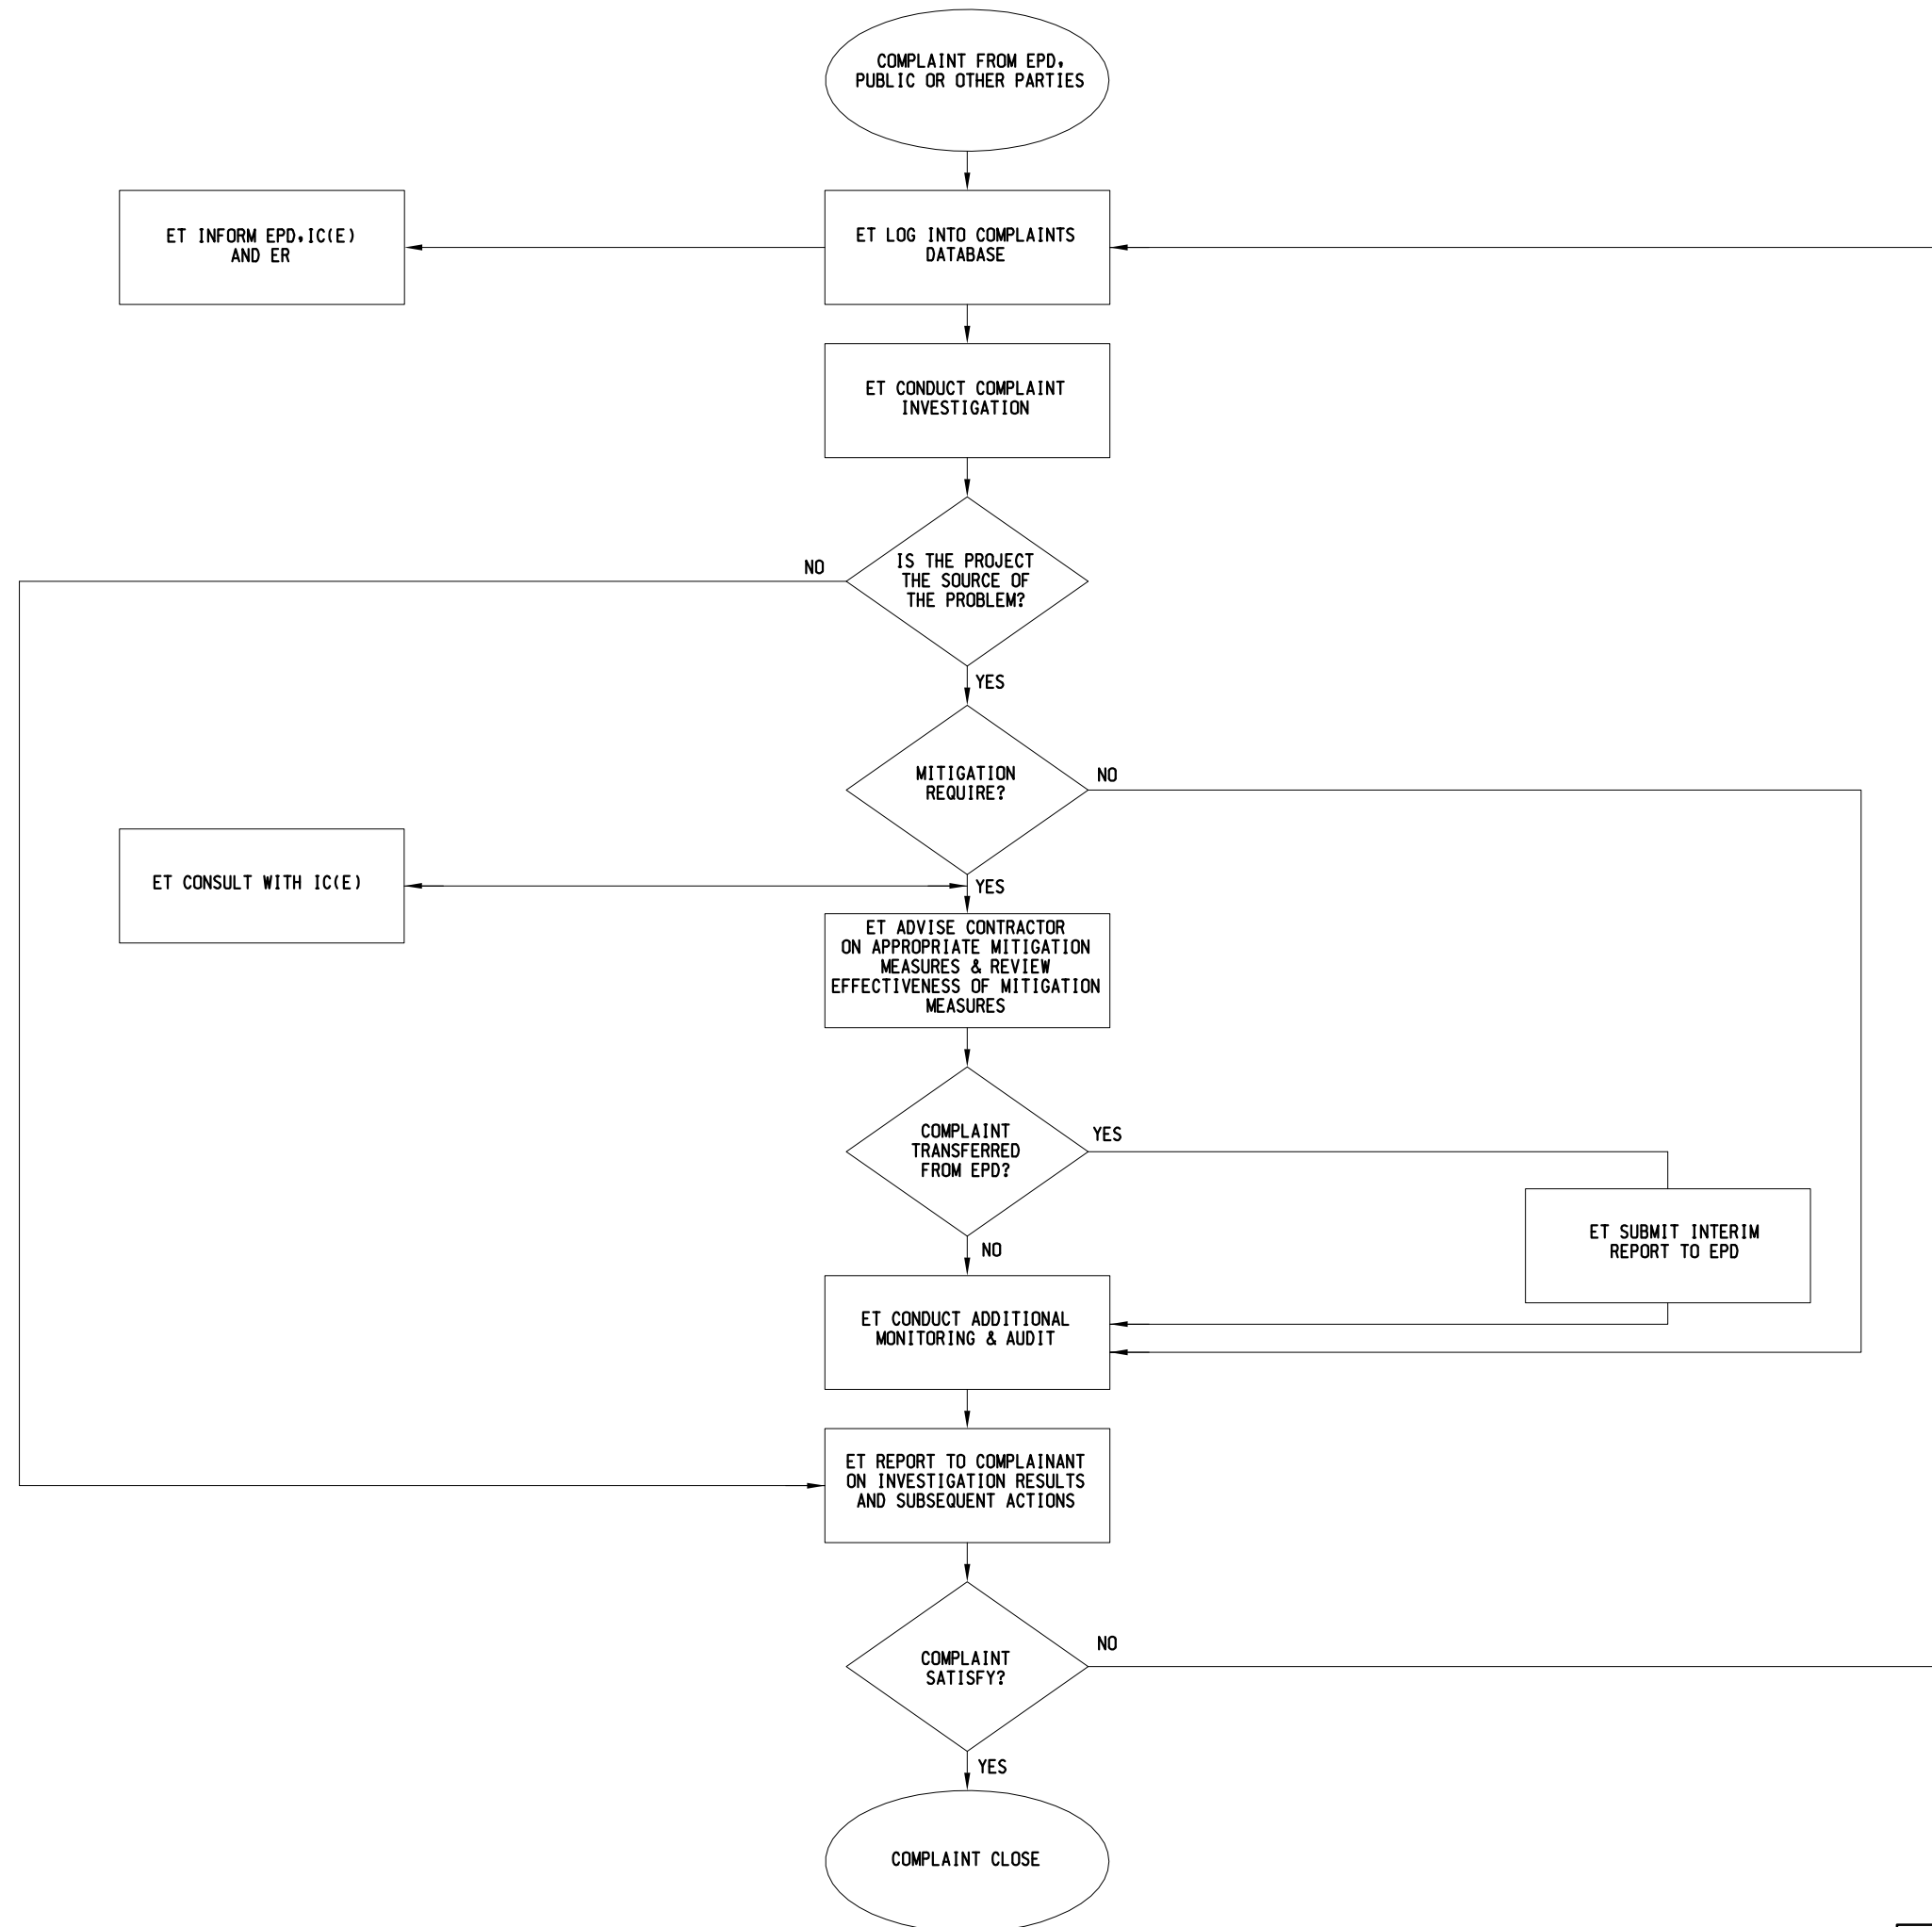 COMPLAINT FROM EPD,
PUBLIC OR OTHER PARTIES
ET INFORM EPD,IC(E)
AND ER
ET LOG INTO COMPLAINTS
DATABASE
ET CONDUCT COMPLAINT
INVESTIGATION
NO
IS THE PROJECT
THE SOURCE OF
THE PROBLEM?
YES
MITIGATION
REQUIRE?
NO
ET CONSULT WITH IC(E)
YES
ET ADVISE CONTRACTOR
ON APPROPRIATE MITIGATION
MEASURES & REVIEW
EFFECTIVENESS OF MITIGATION
MEASURES
COMPLAINT
TRANSFERRED
FROM EPD?
YES
ET SUBMIT INTERIM
REPORT TO EPD
NO
ET CONDUCT ADDITIONAL
MONITORING & AUDIT
ET REPORT TO COMPLAINANT
ON INVESTIGATION RESULTS
AND SUBSEQUENT ACTIONS
COMPLAINT
SATISFY?
NO
YES
COMPLAINT CLOSE